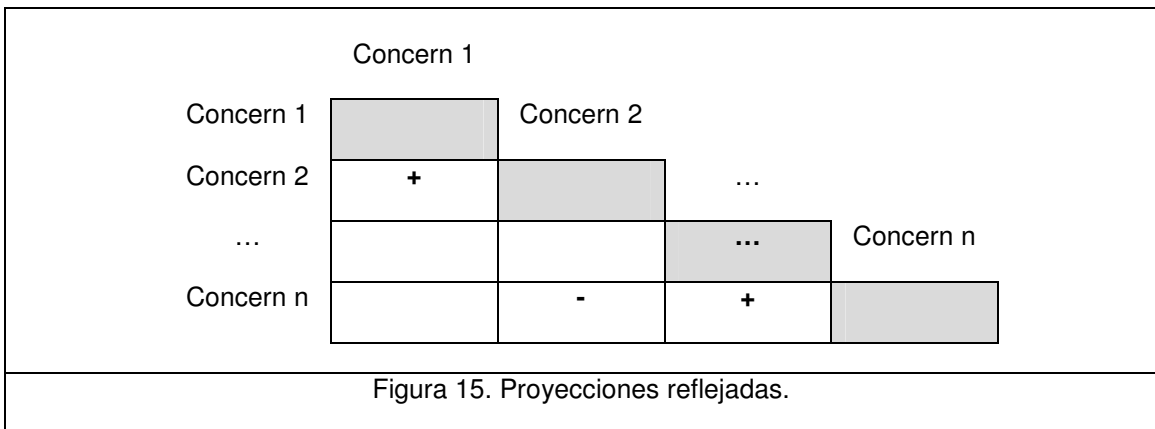 Concern 1
Concern 1 Concern 2
Concern 2 + …
… … Concern n
Concern n - +
Figura 15. Proyecciones reflejadas.